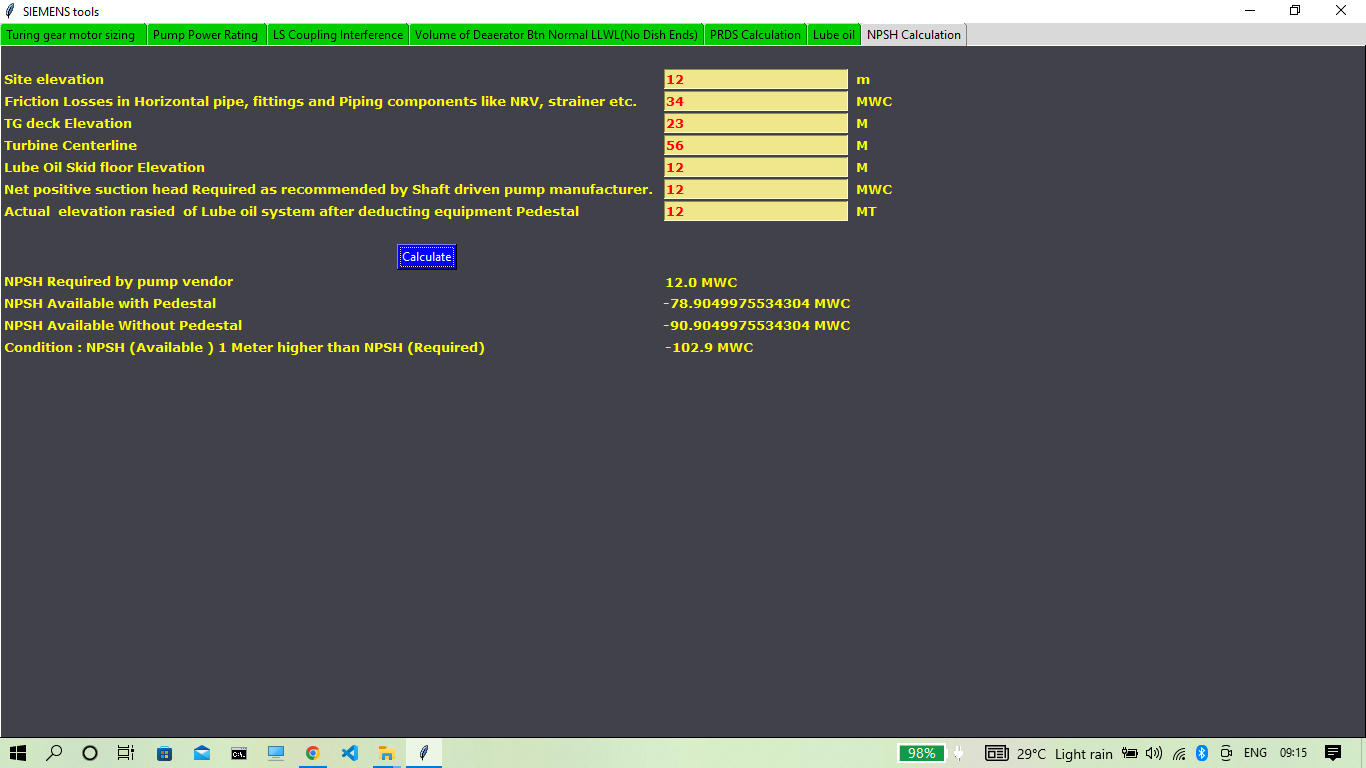 SIEMENS tools
Turing gear motor sizing Pump Power Rating LS Coupling Interference Volume of Deaerator Btn Normal LLWL(No Dish Ends) PRDS Calculation Lube oil NPSH Calculation
Site elevation 12 m
Friction Losses in Horizontal pipe, fittings and Piping components like NRV, strainer etc. 34 MWC
TG deck Elevation 23 M
Turbine Centerline 56 M
Lube Oil Skid floor Elevation 12 M
Net positive suction head Required as recommended by Shaft driven pump manufacturer. 12 MWC
Actual elevation rasied of Lube oil system after deducting equipment Pedestal 12 MT
Calculate
NPSH Required by pump vendor 12.0 MWC
NPSH Available with Pedestal -78.9049975534304 MWC
NPSH Available Without Pedestal -90.9049975534304 MWC
Condition : NPSH (Available ) 1 Meter higher than NPSH (Required) -102.9 MWC
98% 29°C Light rain ENG 09:15